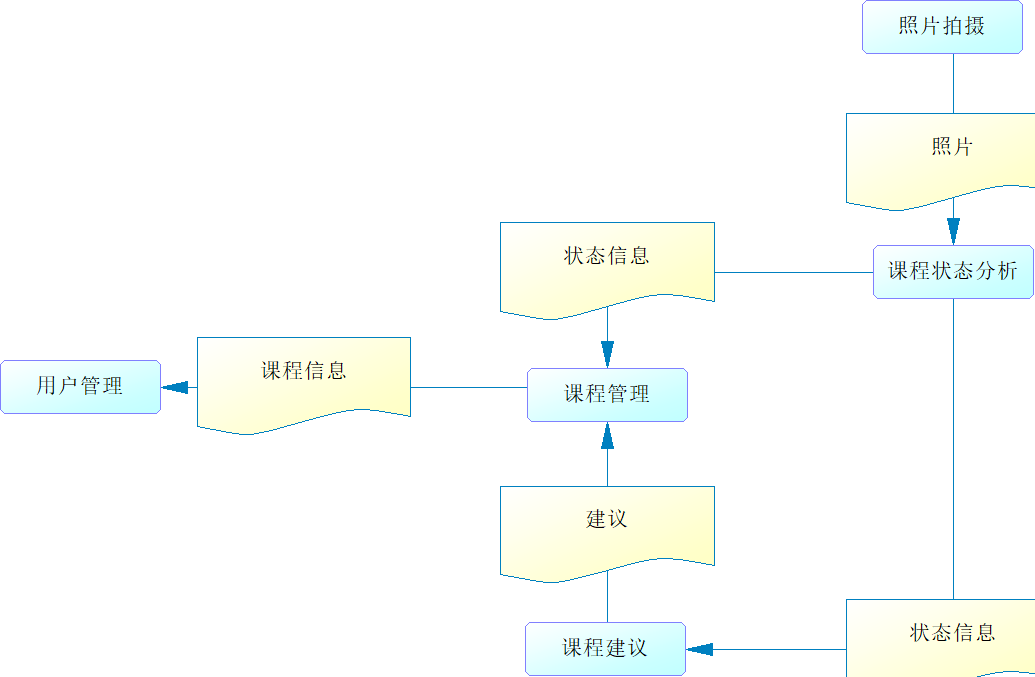 照片拍摄
照片
状态信息
课程状态分析
课程信息
用户管理
课程管理
建议
状态信息
课程建议